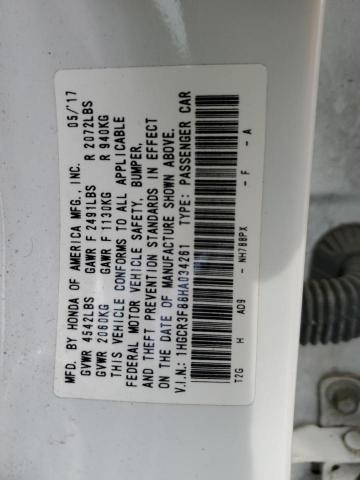 MFD. BY HONDA OF AMERICA MFG., INC. 05/17
GVWR 4542LBS GAWR F 2491LBS R 2072LBS
GVWR 2060KG GAWR F 1130KG R 940KG
THIS VEHICLE CONFORMS TO ALL APPLICABLE
FEDERAL MOTOR VEHICLE SAFETY, BUMPER,
AND THEFT PREVENTION STANDARDS IN EFFECT
ON THE DATE OF MANUFACTURE SHOWN ABOVE.
V.I.N.: 1HGCR3F88HA034261 TYPE: PASSENGER CAR
T2G H AD9 - NH788PX - F - A